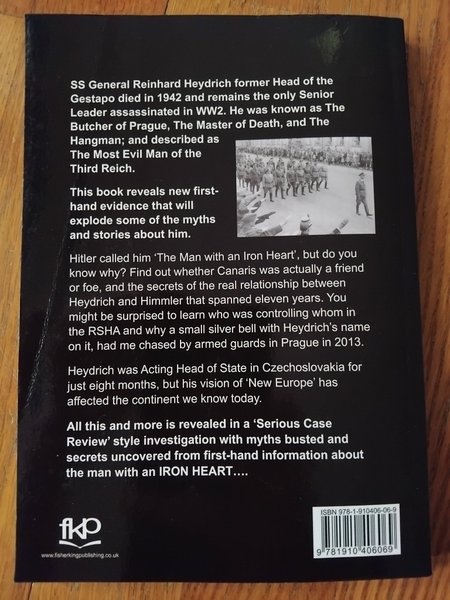 SS General Reinhard Heydrich former Head of the
Gestapo died in 1942 and remains the only Senior
Leader assassinated in WW2. He was known as The
Butcher of Prague, The Master of Death, and The
Hangman; and described as
The Most Evil Man of the
Third Reich.
This book reveals new first-
hand evidence that will
explode some of the myths
and stories about him.
Hitler called him 'The Man with an Iron Heart', but do you
know why? Find out whether Canaris was actually a friend
or foe, and the secrets of the real relationship between
Heydrich and Himmler that spanned eleven years. You
might be surprised to learn who was controlling whom in
the RSHA and why a small silver bell with Heydrich's name
on it, had me chased by armed guards in Prague in 2013.
Heydrich was Acting Head of State in Czechoslovakia for
just eight months, but his vision of 'New Europe' has
affected the continent we know today.
All this and more is revealed in a 'Serious Case
Review' style investigation with myths busted and
secrets uncovered from first-hand information about
the man with an IRON HEART....
fkp
www.fisherkingpublishing.co.uk
ISBN 978-1-910406-06-9
9 781910 406069